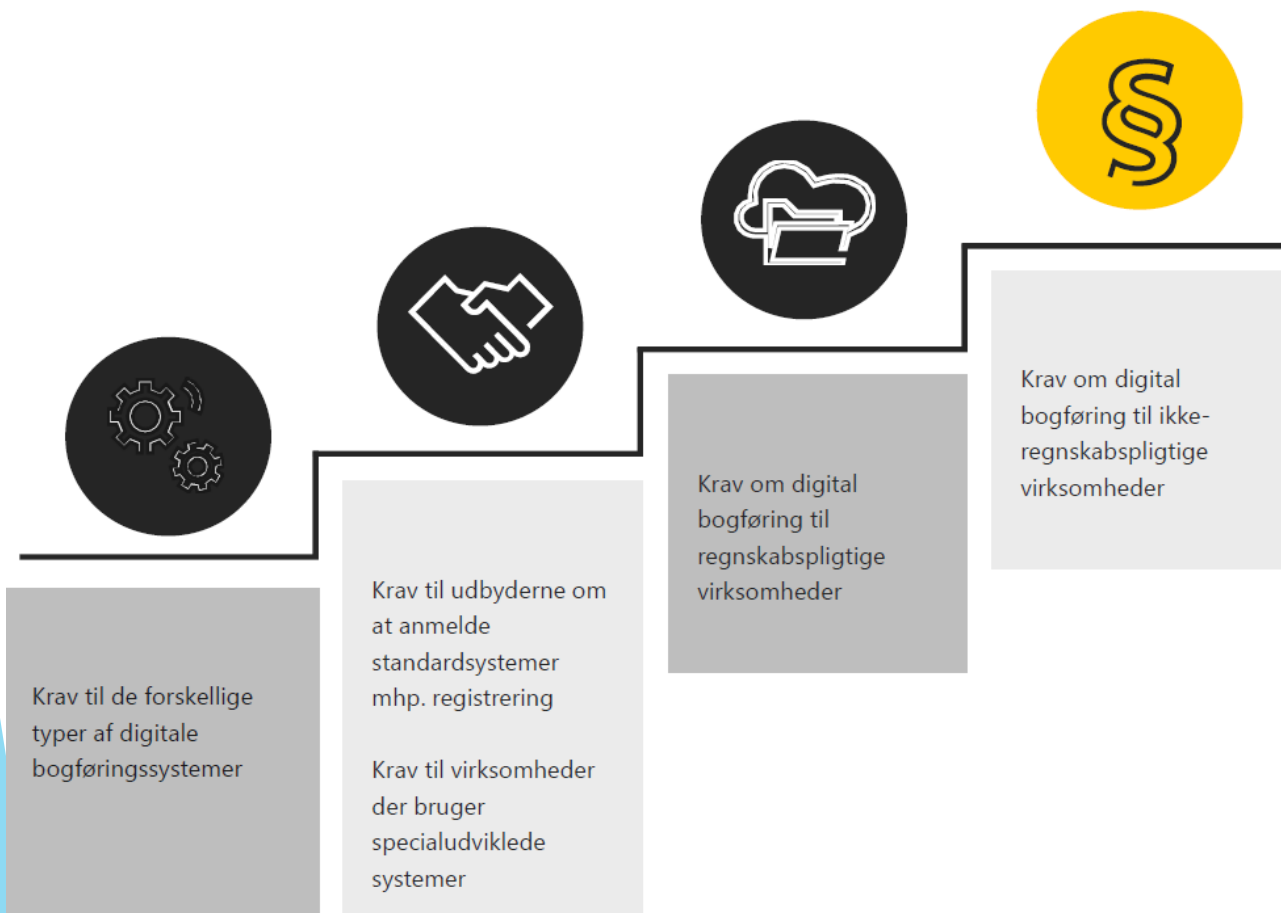 §
Krav til de forskellige
typer af digitale
bogføringssystemer
Krav til udbyderne om
at anmelde
standardsystemer
mhp. registrering
Krav til virksomheder
der bruger
specialudviklede
systemer
Krav om digital
bogføring til
regnskabspligtige
virksomheder
Krav om digital
bogføring til ikke-
regnskabspligtige
virksomheder